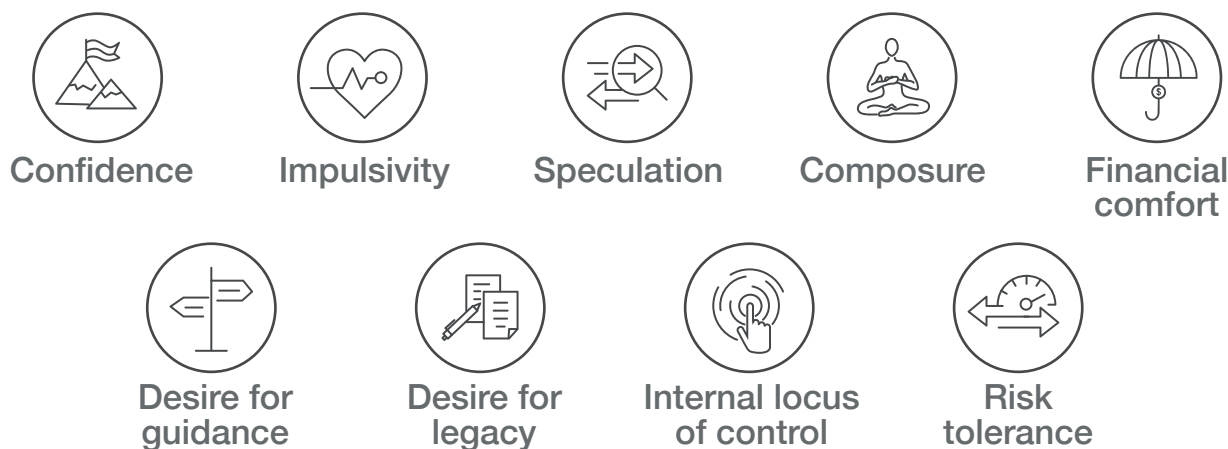 $
Confidence
Impulsivity
Speculation
Composure
Financial
comfort
Desire for
guidance
Desire for
legacy
Internal locus
of control
Risk
tolerance